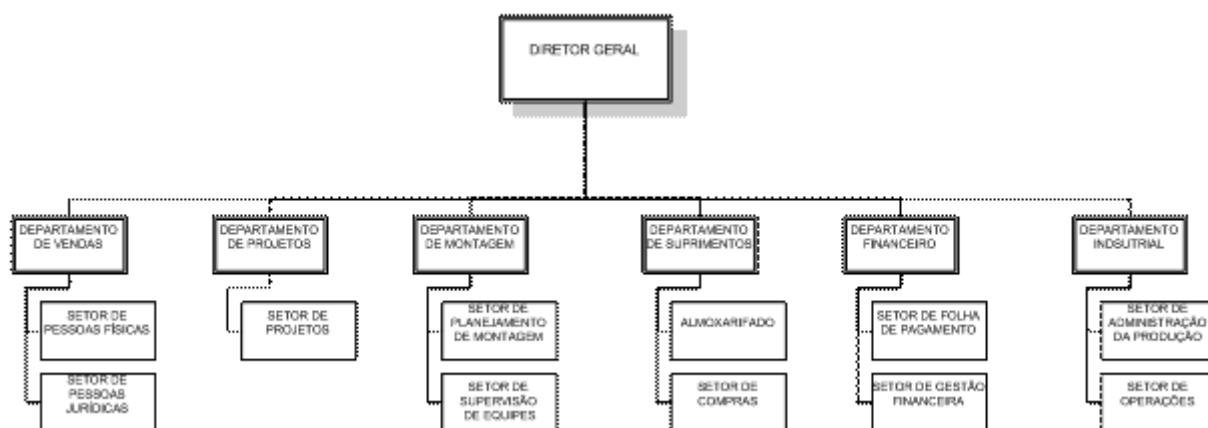 DIRETOR GERAL
DEPARTAMENTO
DE VENDAS
DEPARTAMENTO
DE PROJETOS
DEPARTAMENTO
DE MONTAGEM
DEPARTAMENTO
DE SUPRIMENTOS
DEPARTAMENTO
FINANCEIRO
DEPARTAMENTO
INDSUTRIAL
SETOR DE
PESSOAS FÍSICAS
SETOR DE
PROJETOS
SETOR DE
PLANEJAMENTO
DE MONTAGEM
ALMOXARIFADO
SETOR DE FOLHA
DE PAGAMENTO
SETOR DE
ADMINISTRAÇÃO
DA PRODUÇÃO
SETOR DE
PESSOAS
JURÍDICAS
SETOR DE
SUPERVISÃO
DE EQUIPES
SETOR DE
COMPRAS
SETOR DE GESTÃO
FINANCEIRA
SETOR DE
OPERAÇÕES